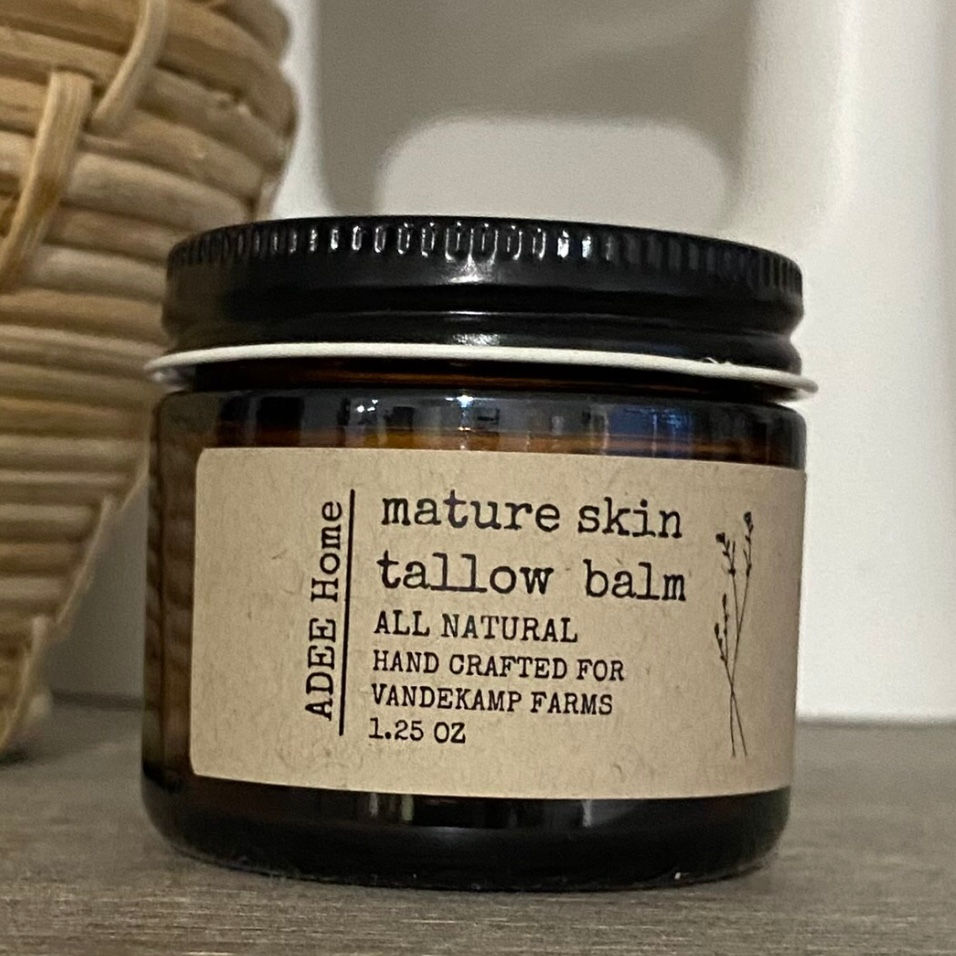 ADEE Home
mature skin
tallow balm
ALL NATURAL
HAND CRAFTED FOR
VANDEKAMP FARMS
1.25 OZ